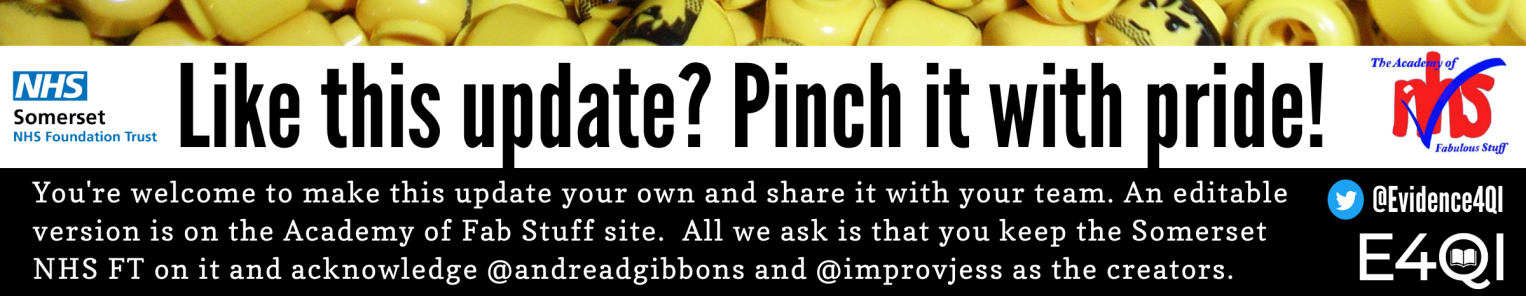 NHS
Somerset
NHS Foundation Trust
Like this update? Pinch it with pride!
The Academy of
nhs
Fabulous Stuff
You're welcome to make this update your own and share it with your team. An editable
version is on the Academy of Fab Stuff site. All we ask is that you keep the Somerset
NHS FT on it and acknowledge @andreadgibbons and @improvjess as the creators.
@Evidence4QI
E4QI